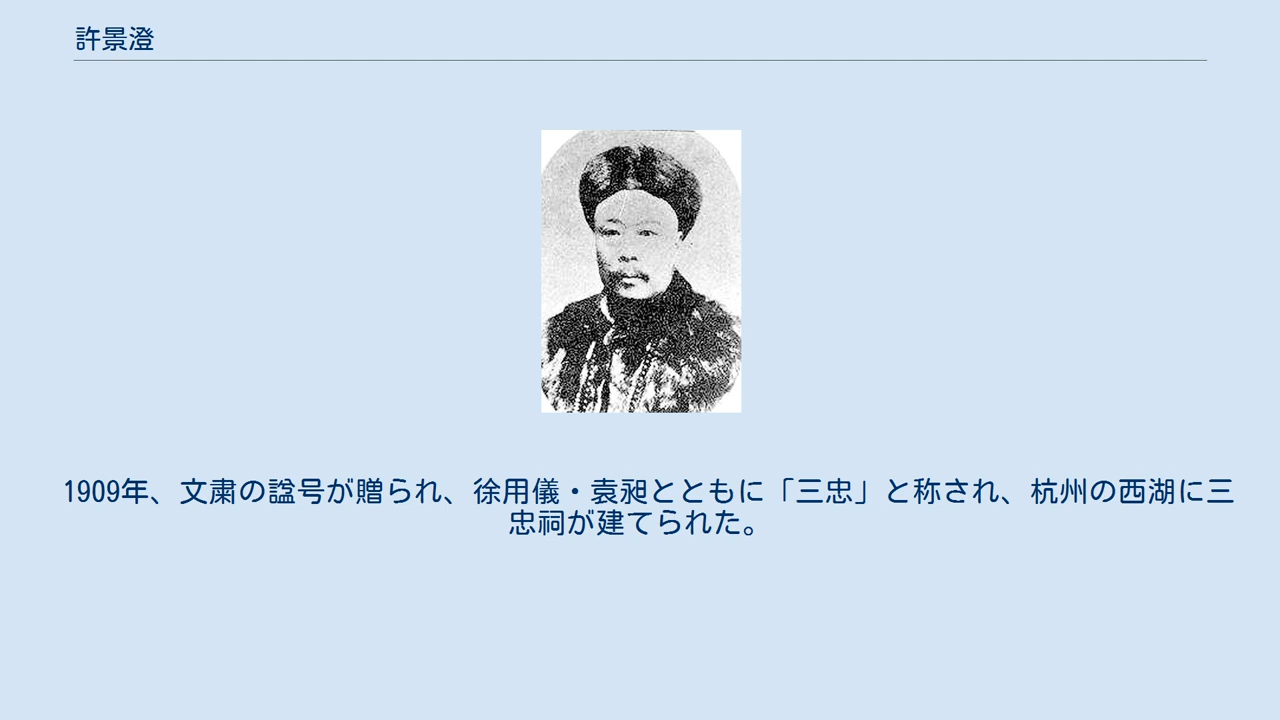 許景澄
1909年、文粛の諡号が贈られ、徐用儀・袁昶とともに「三忠」と称され、杭州の西湖に三
忠祠が建てられた。